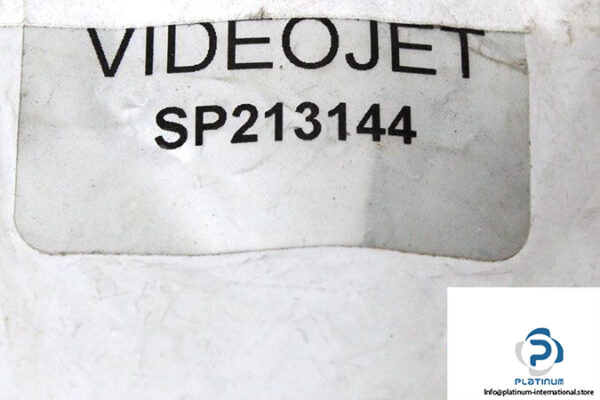 VIDEOJET
SP213144
PLATINUM
Info@platinum-international.store